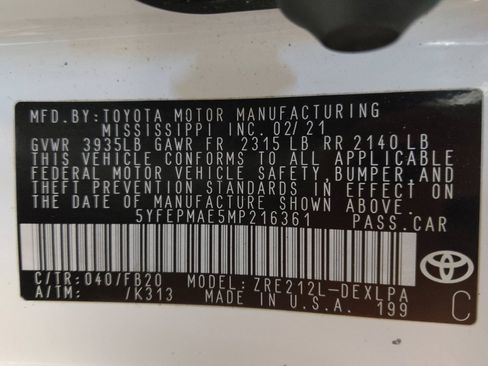 MFD.BY:TOYOTA MOTOR MANUFACTURING
MISSISSIPPI INC. 02/21
GVWR 3935LB GAWR FR 2315 LB RR 2140 LB
THIS VEHICLE CONFORMS TO ALL APPLICABLE
FEDERAL MOTOR VEHICLE SAFETY,BUMPER,AND
THEFT PREVENTION STANDARDS IN EFFECT ON
THE DATE OF MANUFACTURE SHOWN ABOVE.
5YFEPMAE5MP216361 PASS.CAR
C/TR: 040/FB20 MODEL: ZRE212L-DEXLPA
A/TM: /K313 MADE IN U.S.A. 199 C